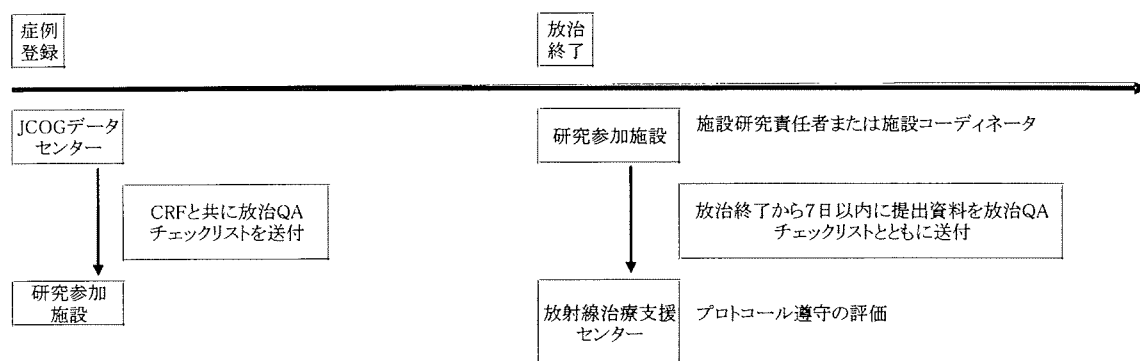 症例
登録
放治
終了
JCOGデータ
センター
研究参加施設
施設研究責任者または施設コーディネータ
CRFと共に放治QA
チェックリストを送付
放治終了から7日以内に提出資料を放治QA
チェックリストとともに送付
研究参加
施設
放射線治療支援
センター
プロトコール遵守の評価